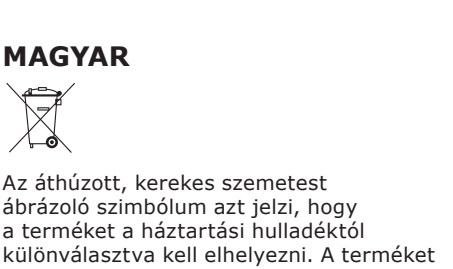 MAGYAR
Az áthúzott, kerekes szemetest
ábrázoló szimbólum azt jelzi, hogy
a terméket a háztartási hulladéktól
különválasztva kell elhelyezni. A terméket